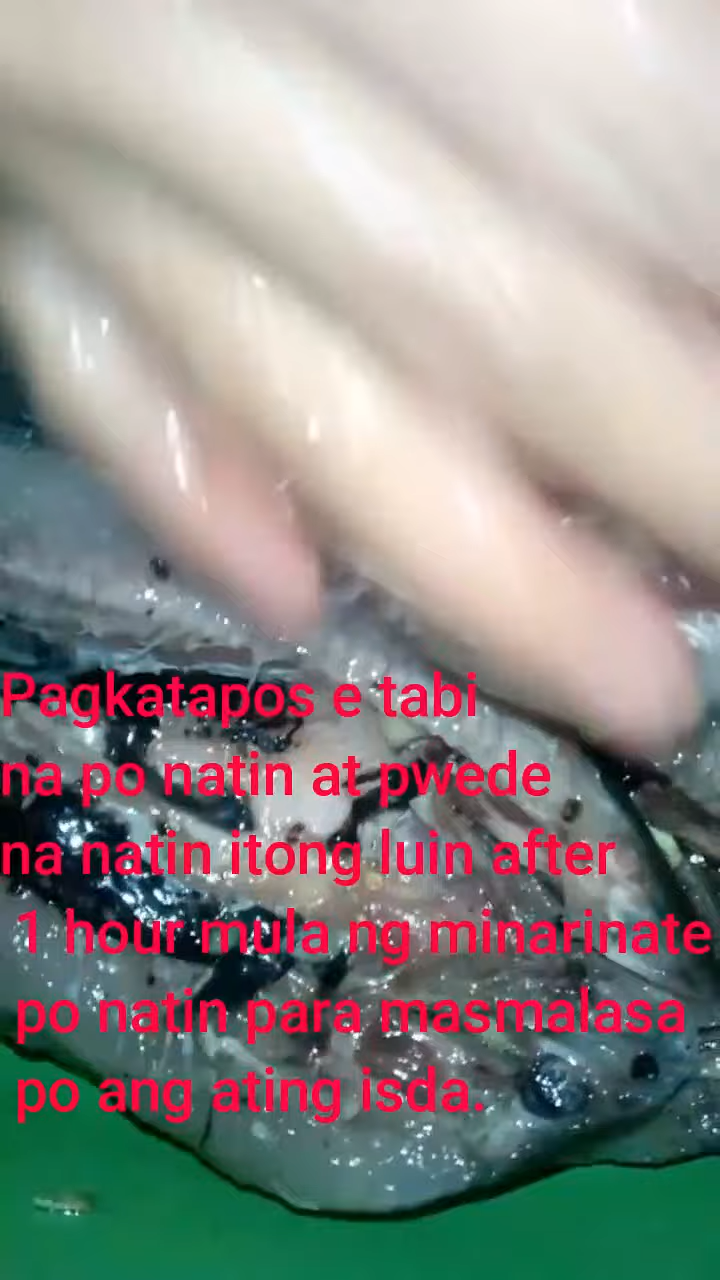 Pagkatapos e tabi
na po natin at pwede
na natin itong luin after
1 hour mula ng minarinate
po natin para masmalasa
po ang ating isda.